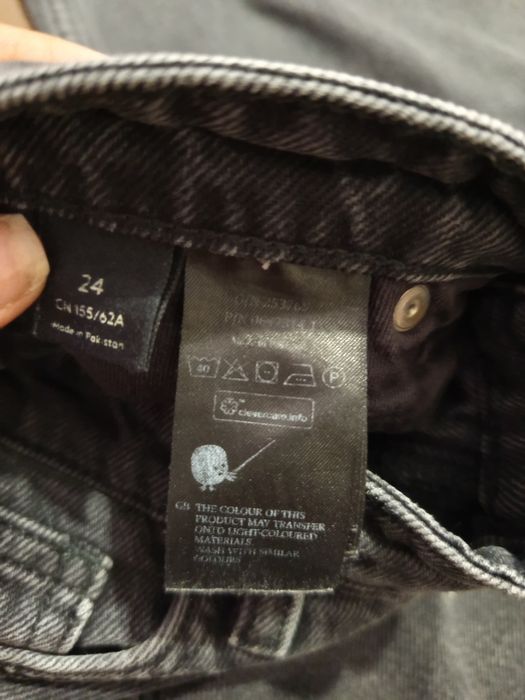 24
CN 155/62A
Made in Pakistan
40
P
clevercare.info
GB THE COLOUR OF THIS
PRODUCT MAY TRANSFER
ONTO LIGHT-COLOURED
MATERIALS
WASH WITH SIMILAR
COLOURS